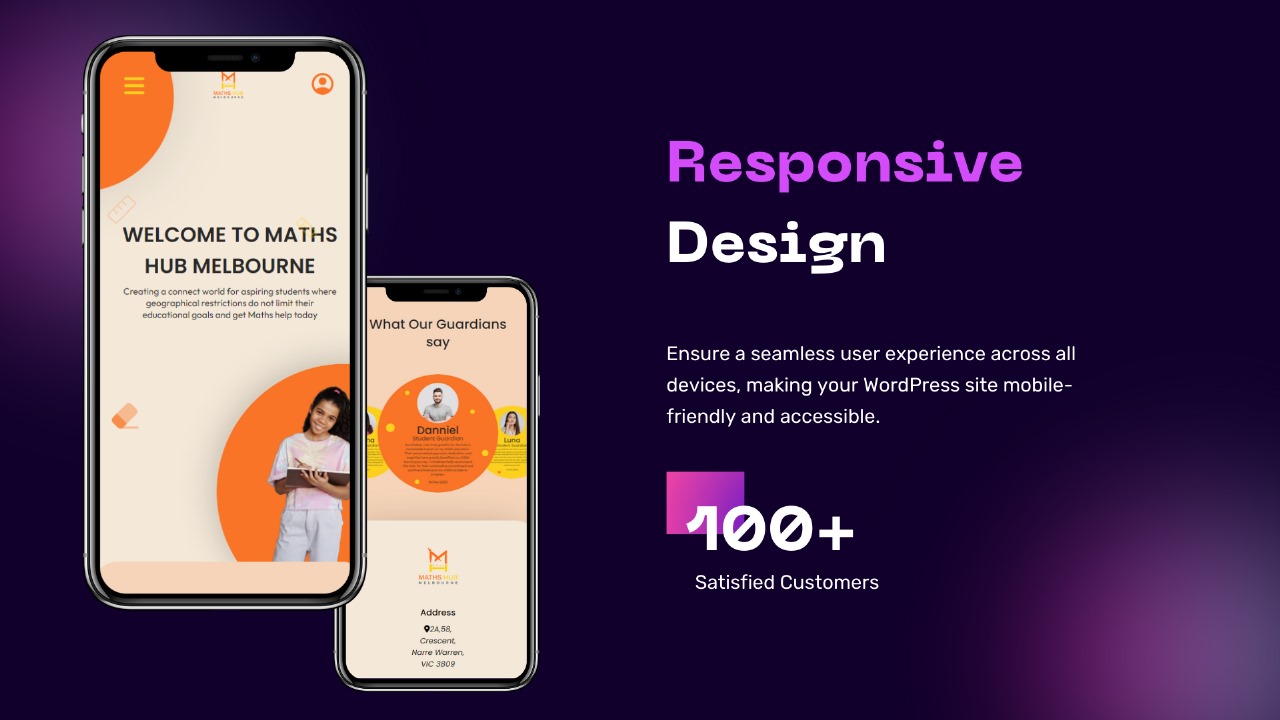 MATHS HUB
MELBOURNE
WELCOME TO MATHS
HUB MELBOURNE
Creating a connect world for aspiring students where
geographical restrictions do not limit their
educational goals and get Maths help today
What Our Guardians
say
Danniel
Student Guardian
Luna
MATHS HUB
MELBOURNE
Address
2A,58,
Crescent,
Narre Warren,
VIC 3809
Responsive
Design
Ensure a seamless user experience across all
devices, making your WordPress site mobile-
friendly and accessible.
100+
Satisfied Customers